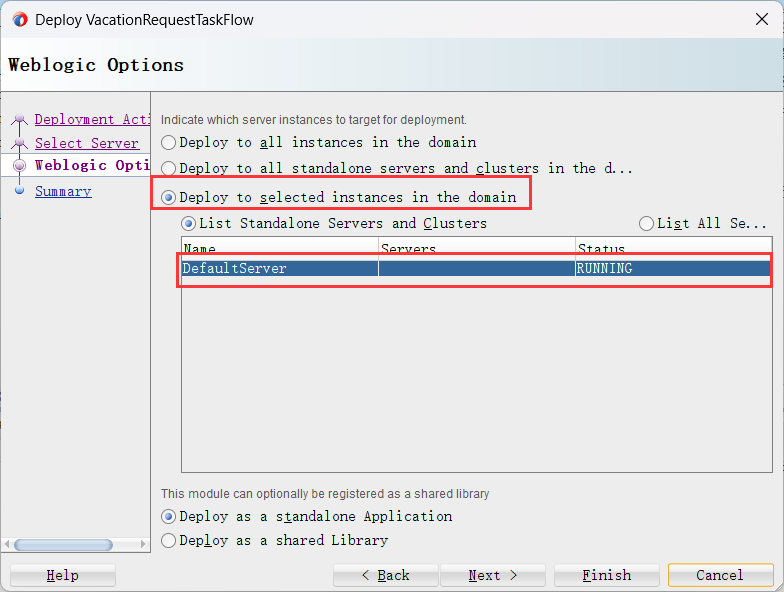 Deploy VacationRequestTaskFlow
Weblogic Options
Deployment Acti
Select Server
Weblogic Opti
Summary
Indicate which server instances to target for deployment.
Deploy to all instances in the domain
Deploy to all standalone servers and clusters in the d...
Deploy to selected instances in the domain
List Standalone Servers and Clusters List All Se...
Name Servers Status
DefaultServer RUNNING
This module can optionally be registered as a shared library
Deploy as a standalone Application
Deploy as a shared Library
Help < Back Next > Finish Cancel